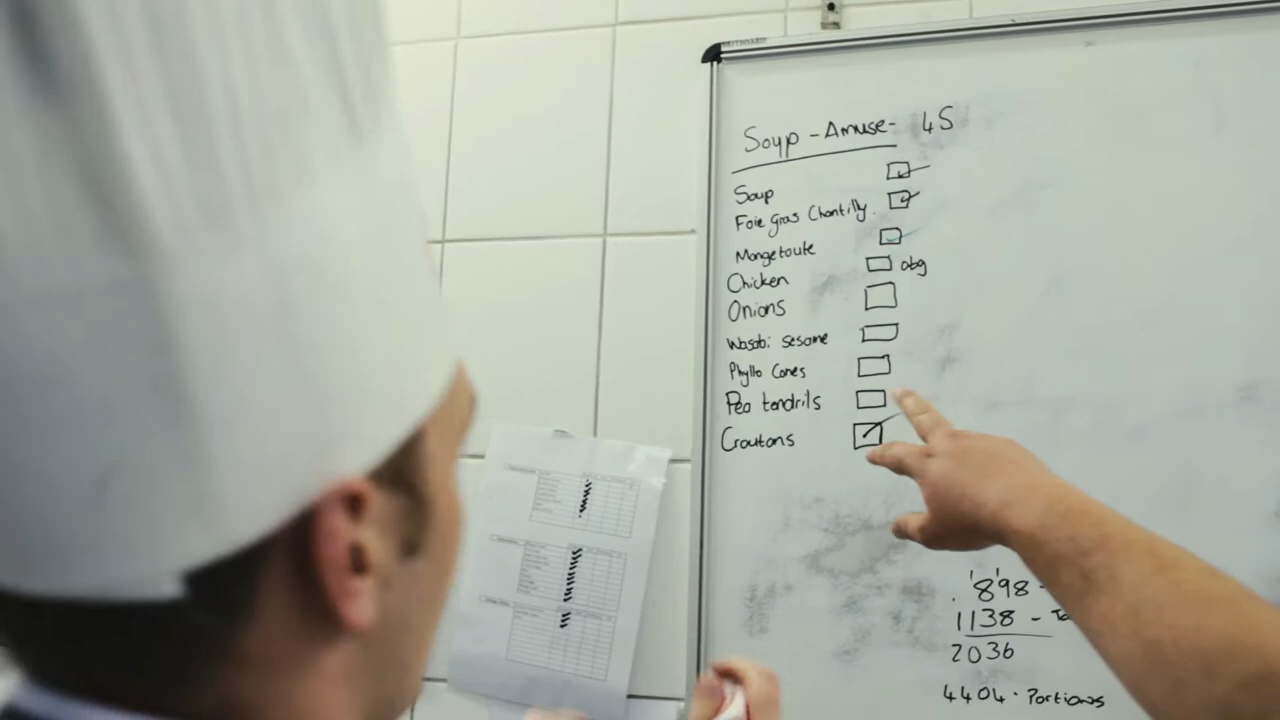 Soup - Amuse - 45
Soup
Foie gras Chantilly.
Mangetoute
Chicken
Onions
Wasabi sesame
Phyllo Cones
Pea tendrils
Croutons
898 -
1138 -
2036
4404 · Portions